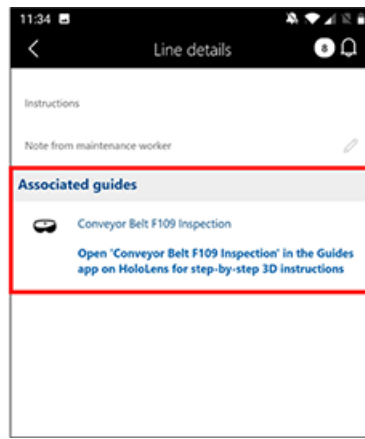 11:34
Line details
8
Instructions
Note from maintenance worker
Associated guides
Conveyor Belt F109 Inspection
Open 'Conveyor Belt F109 Inspection' in the Guides
app on HoloLens for step-by-step 3D instructions